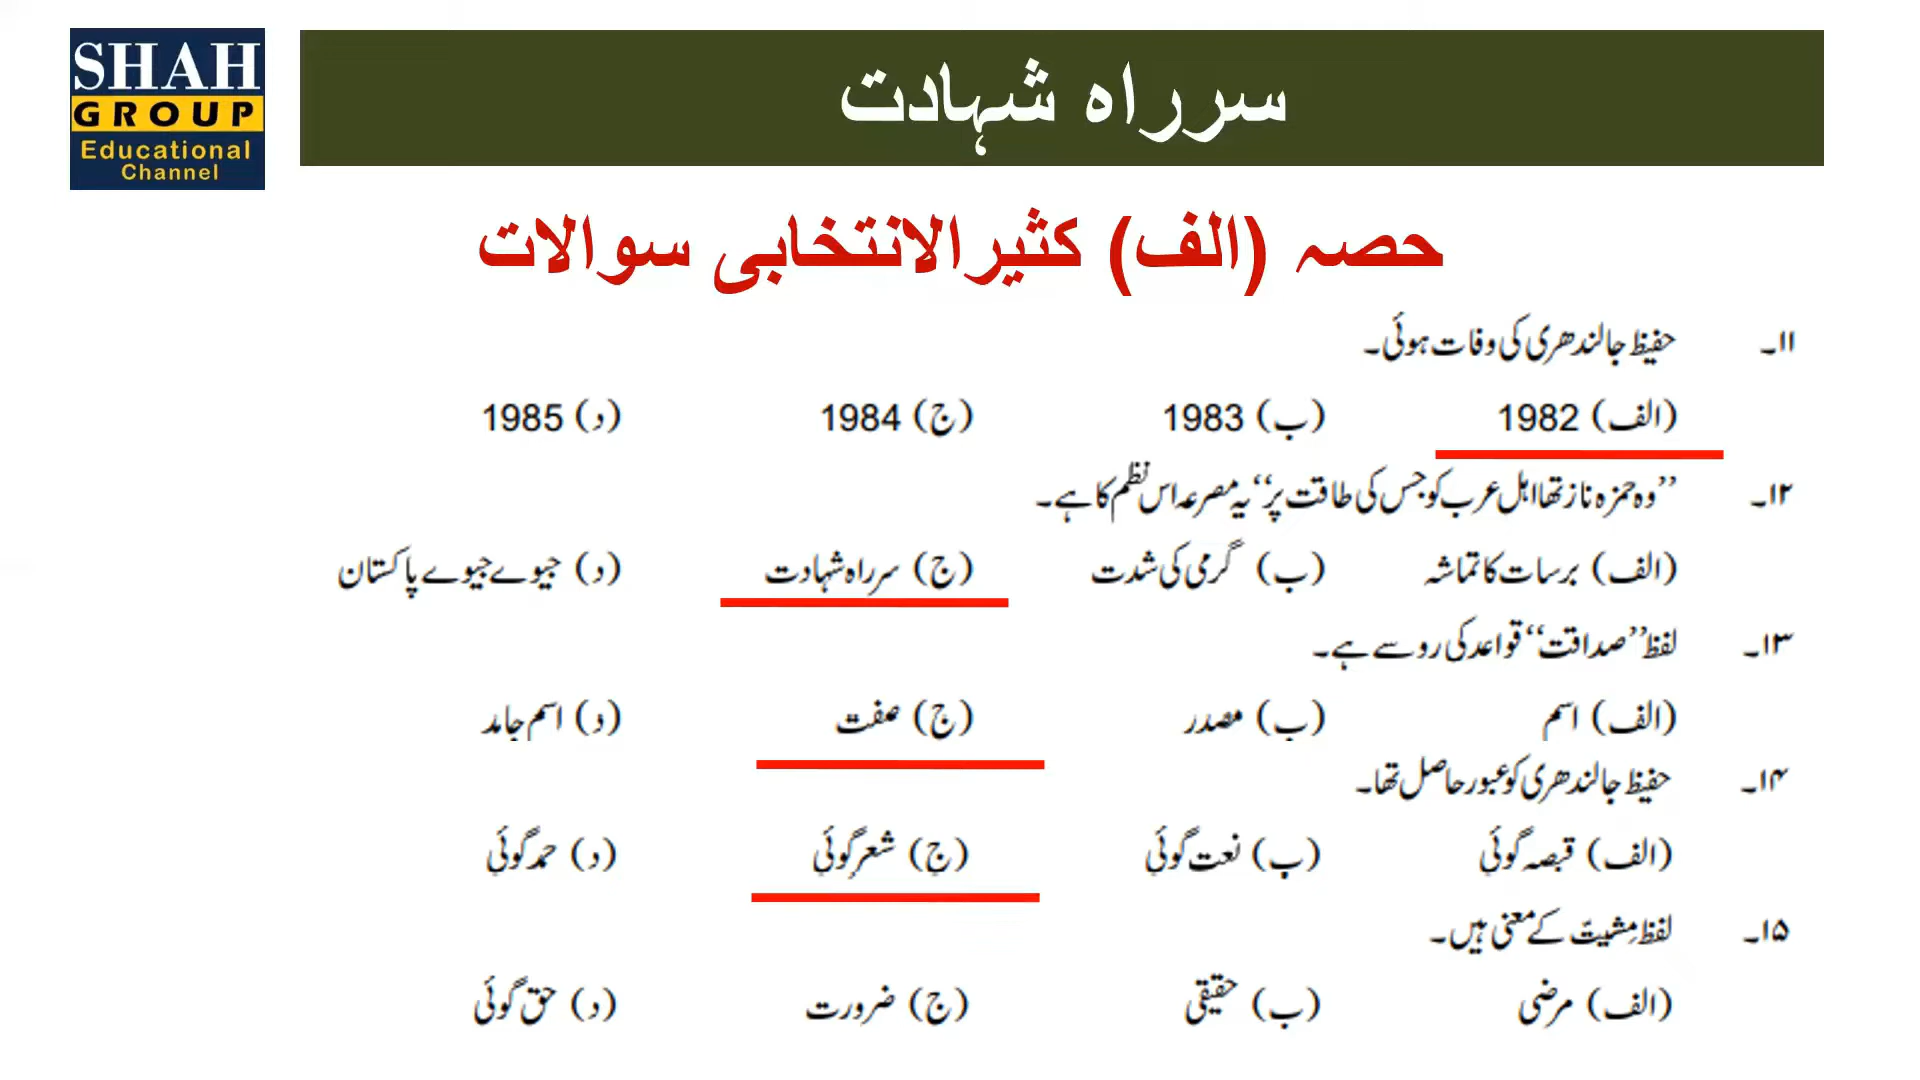 SHAH
GROUP
Educational
Channel
سرراہ شہادت
حصہ (الف) کثیرالانتخابی سوالات
۱۱۔ حفیظ جالندھری کی وفات ہوئی۔
(الف) 1982 (ب) 1983 (ج) 1984 (د) 1985
۱۲۔ ’’وہ حمزہ ناز تھا اہل عرب کو جس کی طاقت پر‘‘ یہ مصرعہ اس نظم کا ہے۔
(الف) برسات کا تماشہ (ب) گرمی کی شدت (ج) سرراہ شہادت (د) جیوے جیوے پاکستان
۱۳۔ لفظ ’’صداقت‘‘ قواعد کی رو سے ہے۔
(الف) اسم (ب) مصدر (ج) صفت (د) اسم جامد
۱۴۔ حفیظ جالندھری کو عبور حاصل تھا۔
(الف) قبصہ گوئی (ب) نعت گوئی (ج) شعر گوئی (د) حمد گوئی
۱۵۔ لفظ مِشیتّ کے معنی ہیں۔
(الف) مرضی (ب) حقیقی (ج) ضرورت (د) حق گوئی